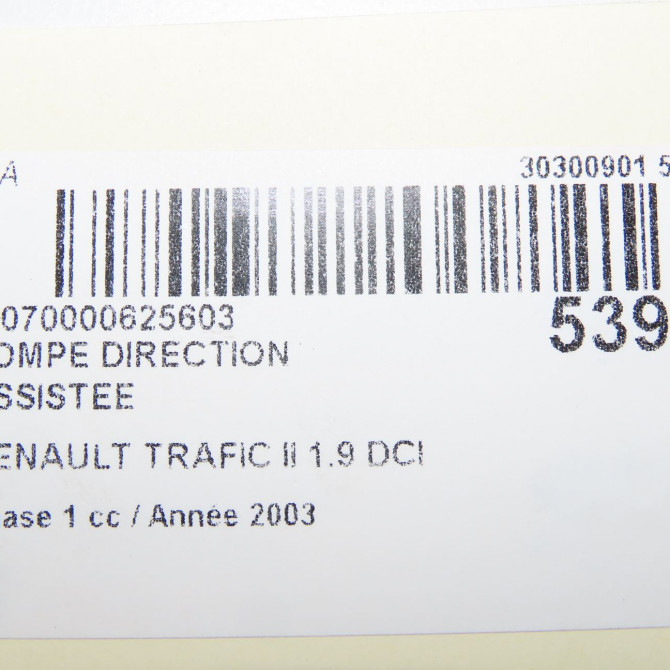 A 30300901 5
070000625603
539
OMPE DIRECTION
SSISTEE
ENAULT TRAFIC II 1.9 DCI
ase 1 cc / Année 2003